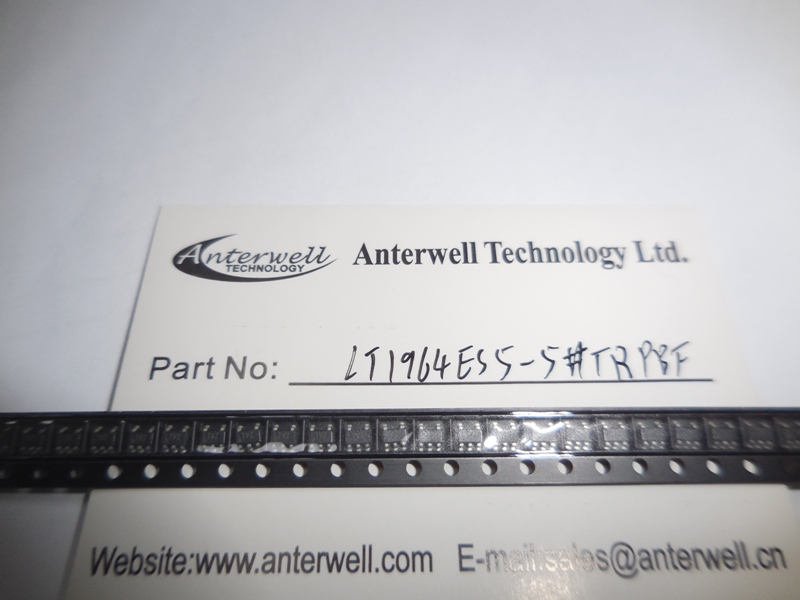 Anterwell
TECHNOLOGY
Anterwell Technology Ltd.
Part No: LT1964ES5-5#TRPBF
Website:www.anterwell.com E-mail:sales@anterwell.cn